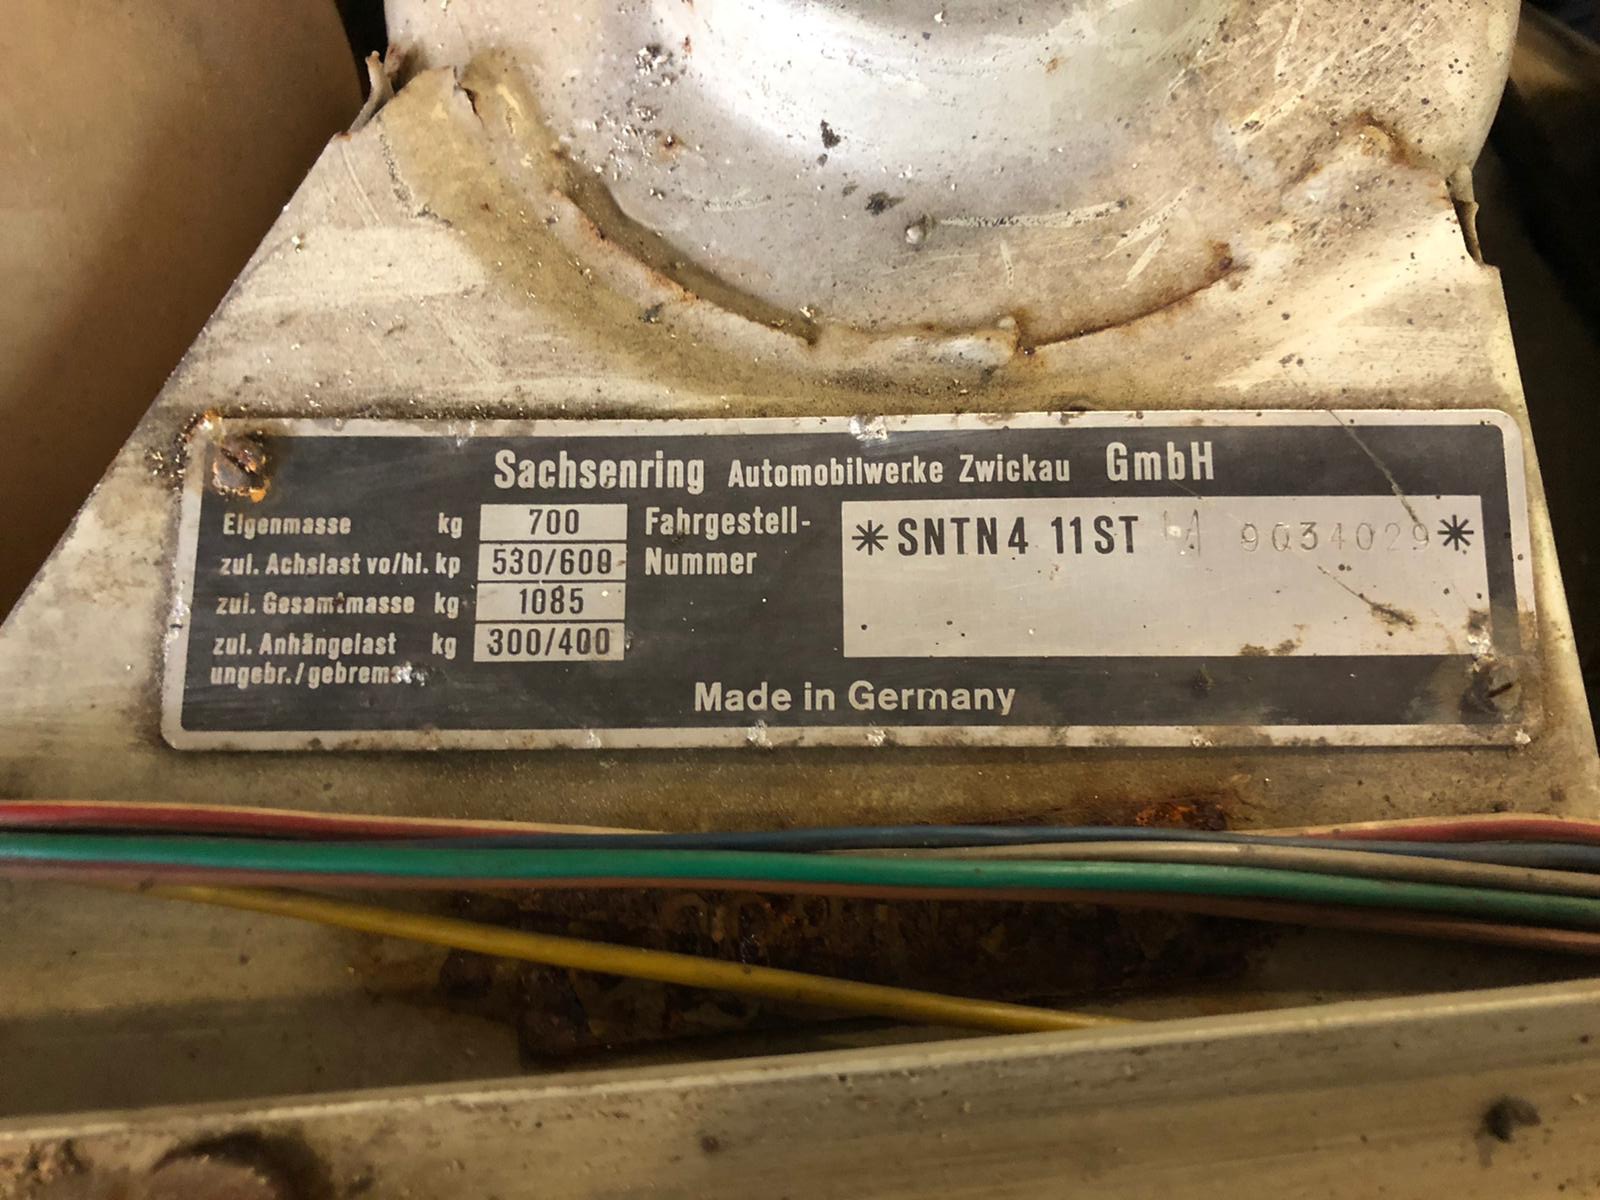 Sachsenring Automobilwerke Zwickau GmbH
Eigenmasse kg 700
zul. Achslast vo/hi. kp 530/600
zul. Gesamtmasse kg 1085
zul. Anhängelast kg 300/400
ungebr./gebremst
Fahrgestell-
Nummer
*SNTN4 11ST 9034029*
Made in Germany